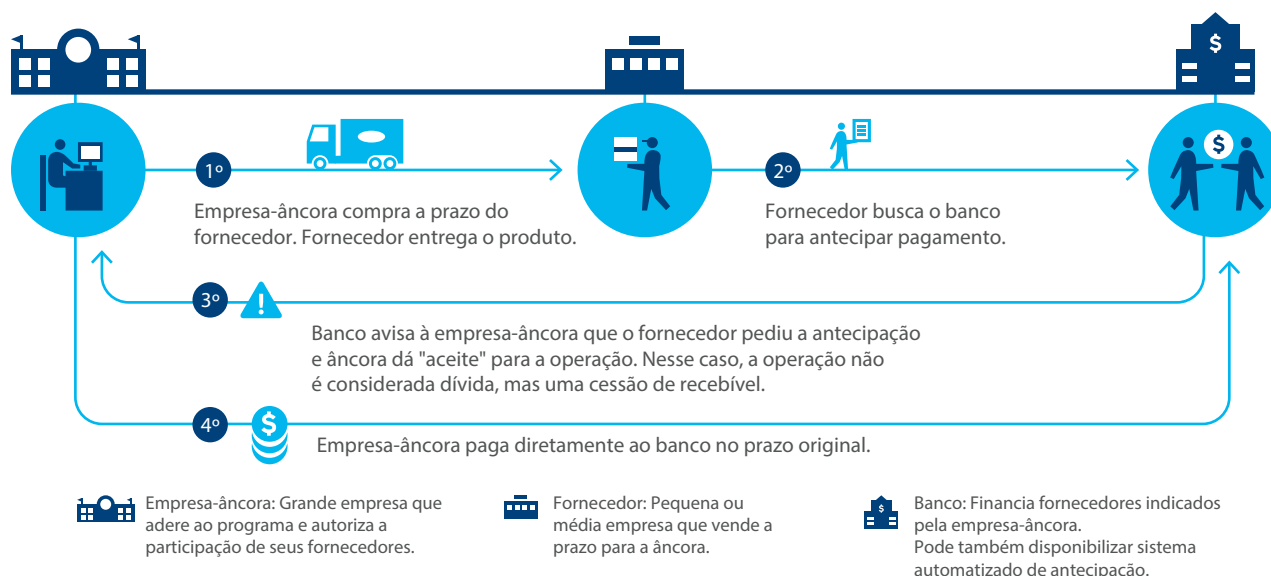 $
$
1º
2º
Empresa-âncora compra a prazo do
fornecedor. Fornecedor entrega o produto.
Fornecedor busca o banco
para antecipar pagamento.
3º
Banco avisa à empresa-âncora que o fornecedor pediu a antecipação
e âncora dá "aceite" para a operação. Nesse caso, a operação não
é considerada dívida, mas uma cessão de recebível.
4º
$
Empresa-âncora paga diretamente ao banco no prazo original.
Empresa-âncora: Grande empresa que
adere ao programa e autoriza a
participação de seus fornecedores.
Fornecedor: Pequena ou
média empresa que vende a
prazo para a âncora.
$
Banco: Financia fornecedores indicados
pela empresa-âncora.
Pode também disponibilizar sistema
automatizado de antecipação.